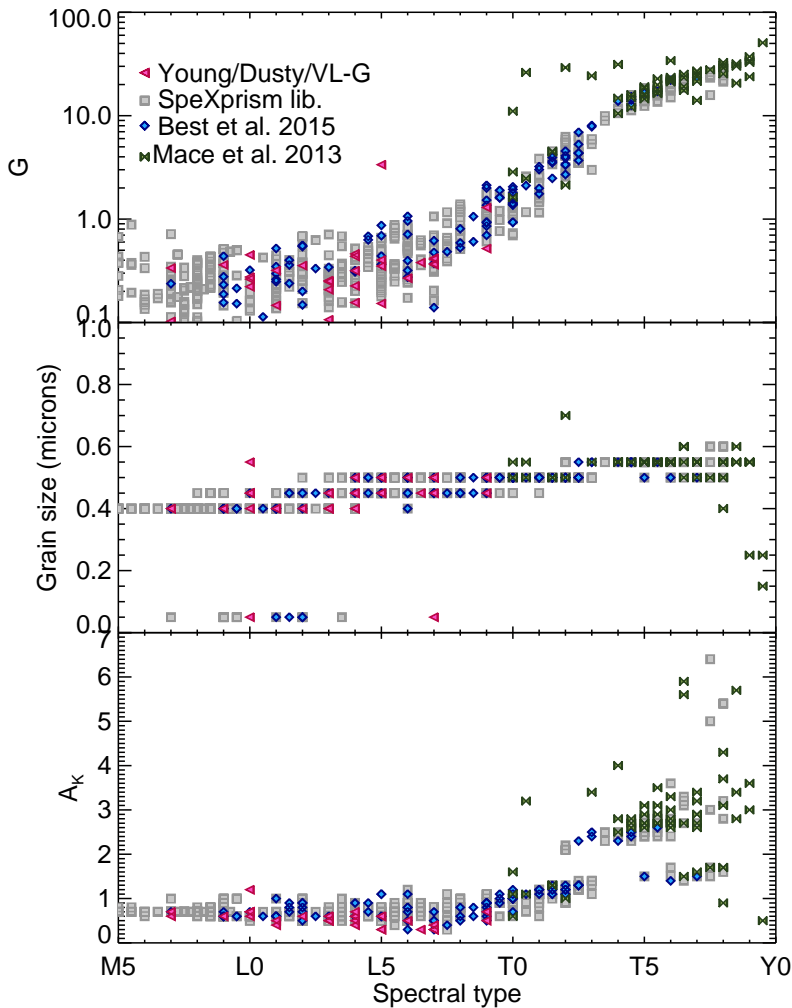 100.0
10.0
1.0
0.1
G
Young/Dusty/VL-G
SpeXprism lib.
Best et al. 2015
Mace et al. 2013
1.0
0.8
0.6
0.4
0.2
0.0
Grain size (microns)
7
6
5
4
3
2
1
0
A_K
M5
L0
L5
T0
T5
Y0
Spectral type